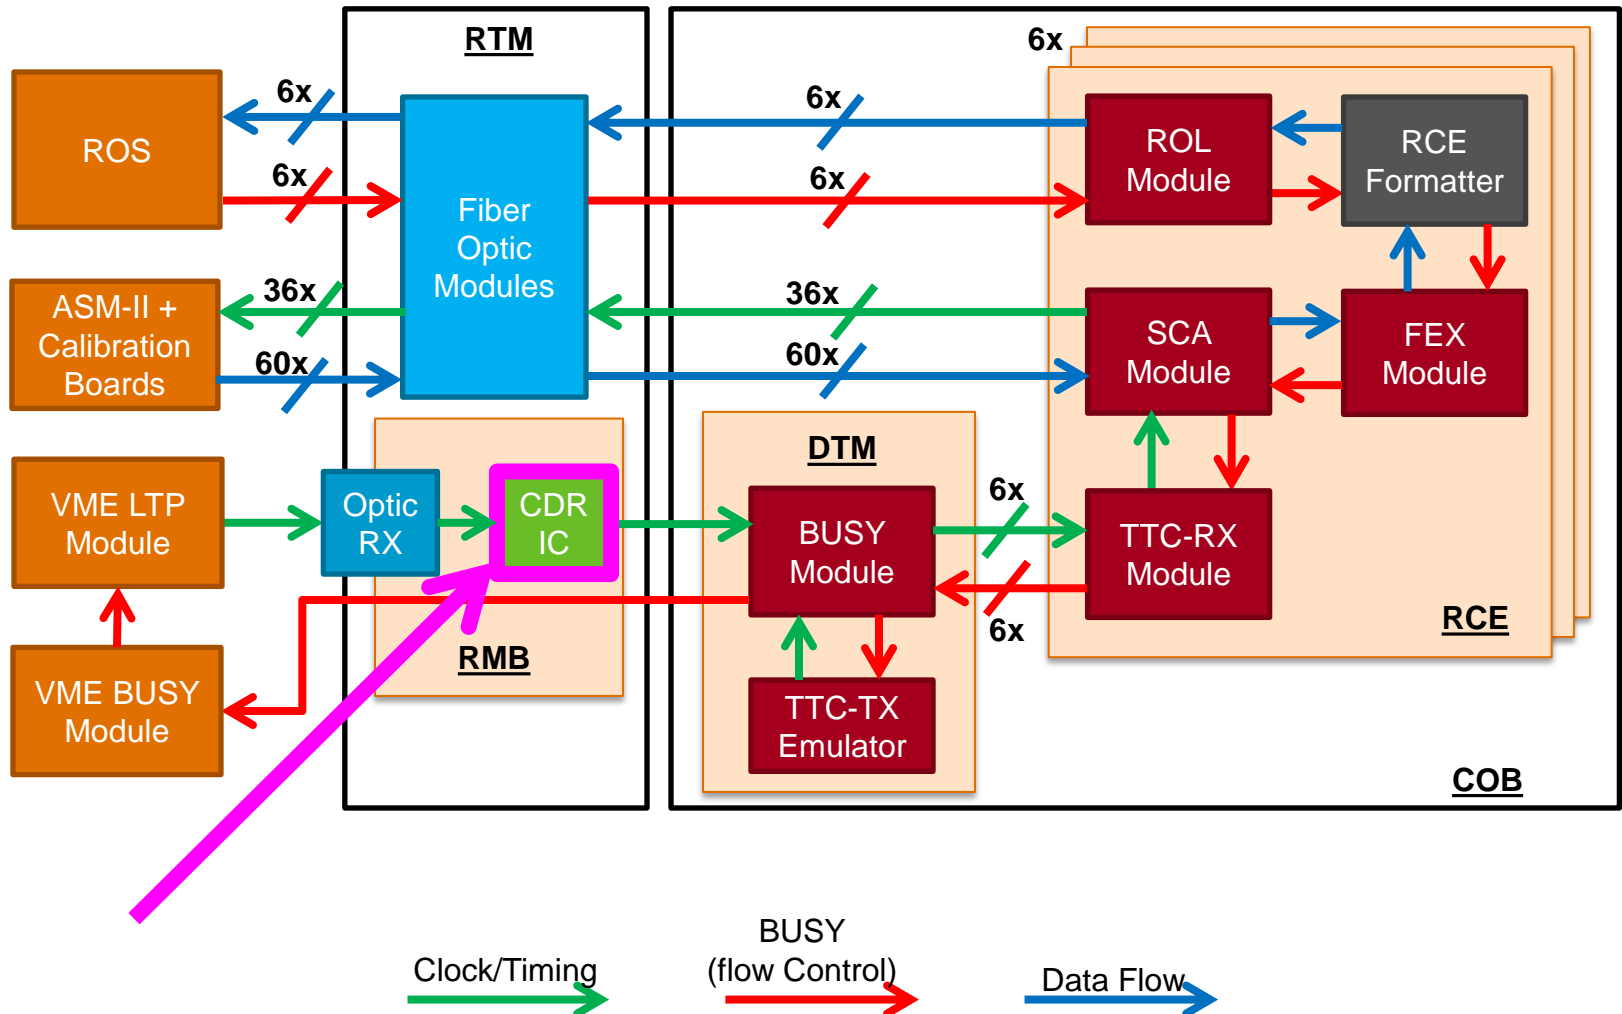 RTM
6x
6x
6x
ROS
ROL
Module
RCE
Formatter
6x
6x
Fiber
Optic
Modules
36x
36x
ASM-II +
Calibration
Boards
SCA
Module
FEX
Module
60x
60x
DTM
VME LTP
Module
Optic
RX
CDR
IC
BUSY
Module
6x
TTC-RX
Module
6x
RCE
RMB
VME BUSY
Module
TTC-TX
Emulator
COB
Clock/Timing
BUSY
(flow Control)
Data Flow